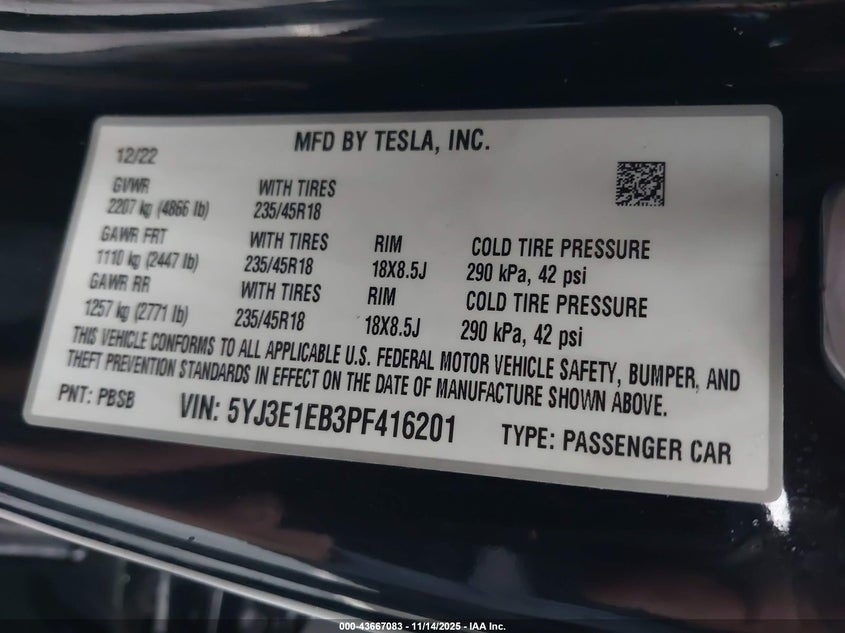 MFD BY TESLA, INC.
12/22
GVWR WITH TIRES
2207 kg (4866 lb) 235/45R18
GAWR FRT WITH TIRES RIM COLD TIRE PRESSURE
1110 kg (2447 lb) 235/45R18 18X8.5J 290 kPa, 42 psi
GAWR RR WITH TIRES RIM COLD TIRE PRESSURE
1257 kg (2771 lb) 235/45R18 18X8.5J 290 kPa, 42 psi
THIS VEHICLE CONFORMS TO ALL APPLICABLE U.S. FEDERAL MOTOR VEHICLE SAFETY, BUMPER, AND
THEFT PREVENTION STANDARDS IN EFFECT ON THE DATE OF MANUFACTURE SHOWN ABOVE.
PNT: PBSB VIN: 5YJ3E1EB3PF416201 TYPE: PASSENGER CAR
000-43667083 - 11/14/2025 - IAA Inc.